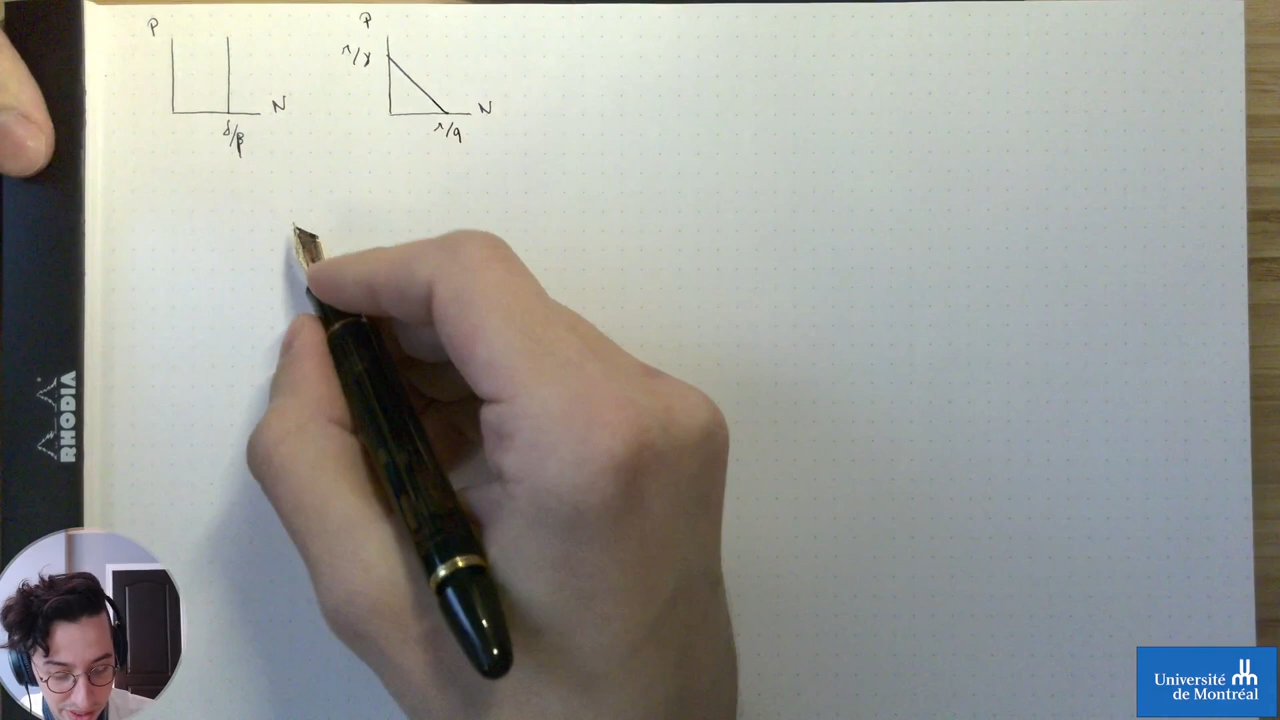 P
N
δ/β
P
r/γ
N
r/q
RHODIA
Université
de Montréal